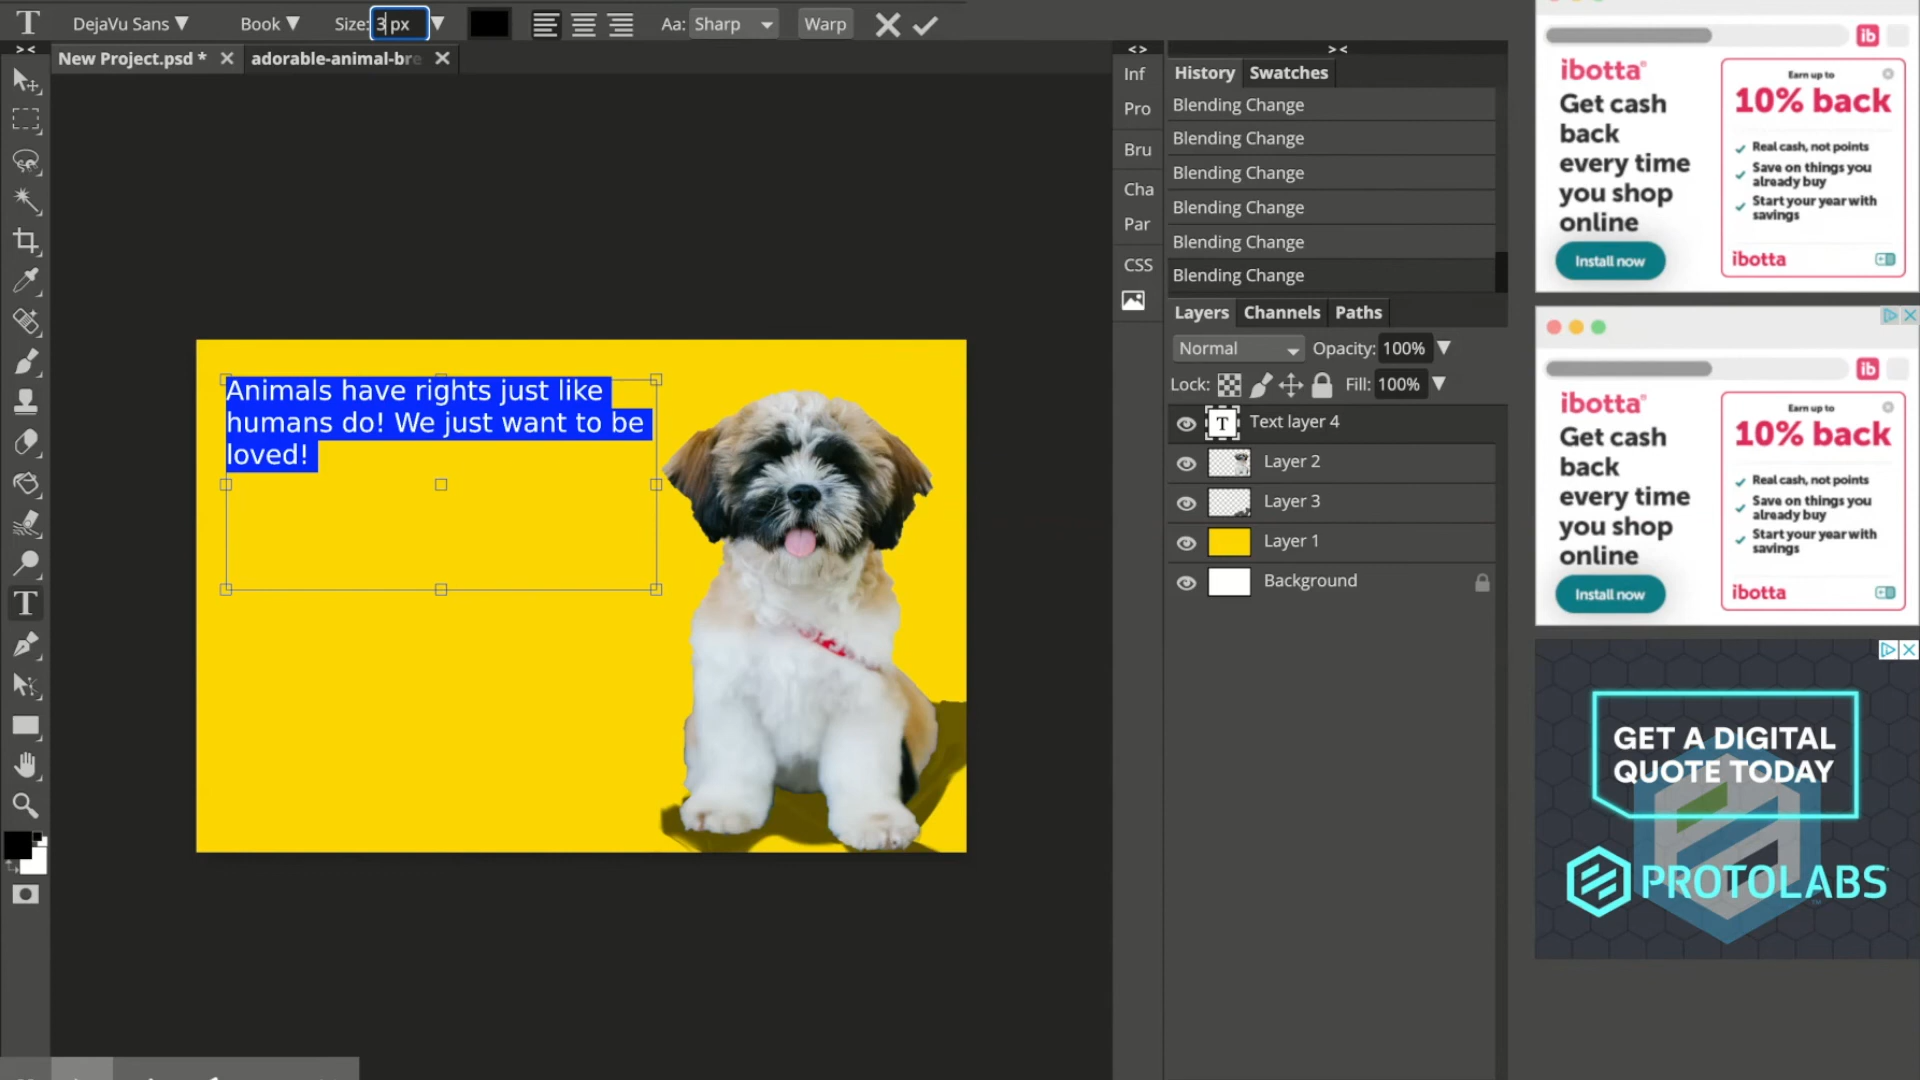 T DejaVu Sans ▼ Book ▼ Size: 3 px ▼ Aa: Sharp Warp
New Project.psd * adorable-animal-bre
Inf
Pro
Bru
Cha
Par
CSS
History Swatches
Blending Change
Blending Change
Blending Change
Blending Change
Blending Change
Blending Change
Layers Channels Paths
Normal Opacity: 100% ▼
Lock: Fill: 100% ▼
T Text layer 4
Layer 2
Layer 3
Layer 1
Background
T
Animals have rights just like
humans do! We just want to be
loved!
ib
ibotta
Get cash
back
every time
you shop
online
Install now
Earn up to
10% back
Real cash, not points
Save on things you
already buy
Start your year with
savings
ibotta
ib
ibotta
Get cash
back
every time
you shop
online
Install now
Earn up to
10% back
Real cash, not points
Save on things you
already buy
Start your year with
savings
ibotta
GET A DIGITAL
QUOTE TODAY
PROTOLABS